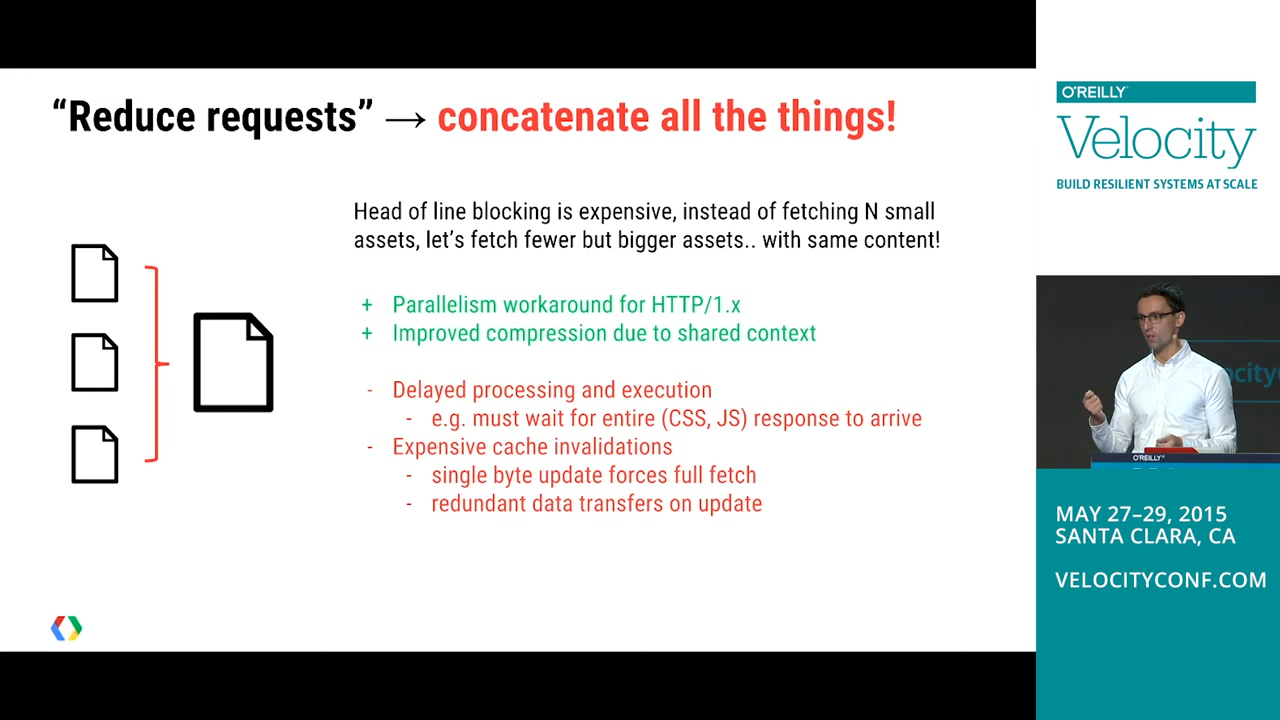 “Reduce requests” → concatenate all the things!
Head of line blocking is expensive, instead of fetching N small
assets, let’s fetch fewer but bigger assets.. with same content!
+ Parallelism workaround for HTTP/1.x
+ Improved compression due to shared context
- Delayed processing and execution
- e.g. must wait for entire (CSS, JS) response to arrive
- Expensive cache invalidations
- single byte update forces full fetch
- redundant data transfers on update
O'REILLY®
Velocity
BUILD RESILIENT SYSTEMS AT SCALE
ocity
O'REILLY®
MAY 27–29, 2015
SANTA CLARA, CA
VELOCITYCONF.COM